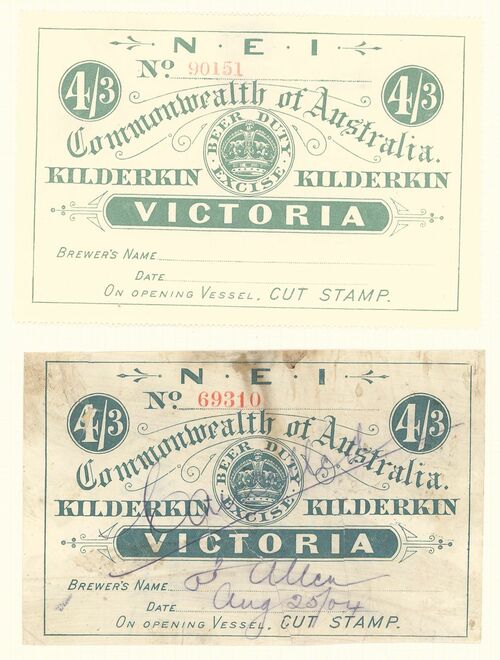 N · E · I
No. 90151
4/3 4/3
Commonwealth of Australia.
BEER DUTY
EXCISE
KILDERKIN KILDERKIN
VICTORIA
BREWER'S NAME
DATE
ON OPENING VESSEL, CUT STAMP.
N · E · I
No. 69310
4/3 4/3
Commonwealth of Australia.
BEER DUTY
EXCISE
KILDERKIN KILDERKIN
VICTORIA
BREWER'S NAME Allen
DATE Aug 25/04
ON OPENING VESSEL, CUT STAMP.